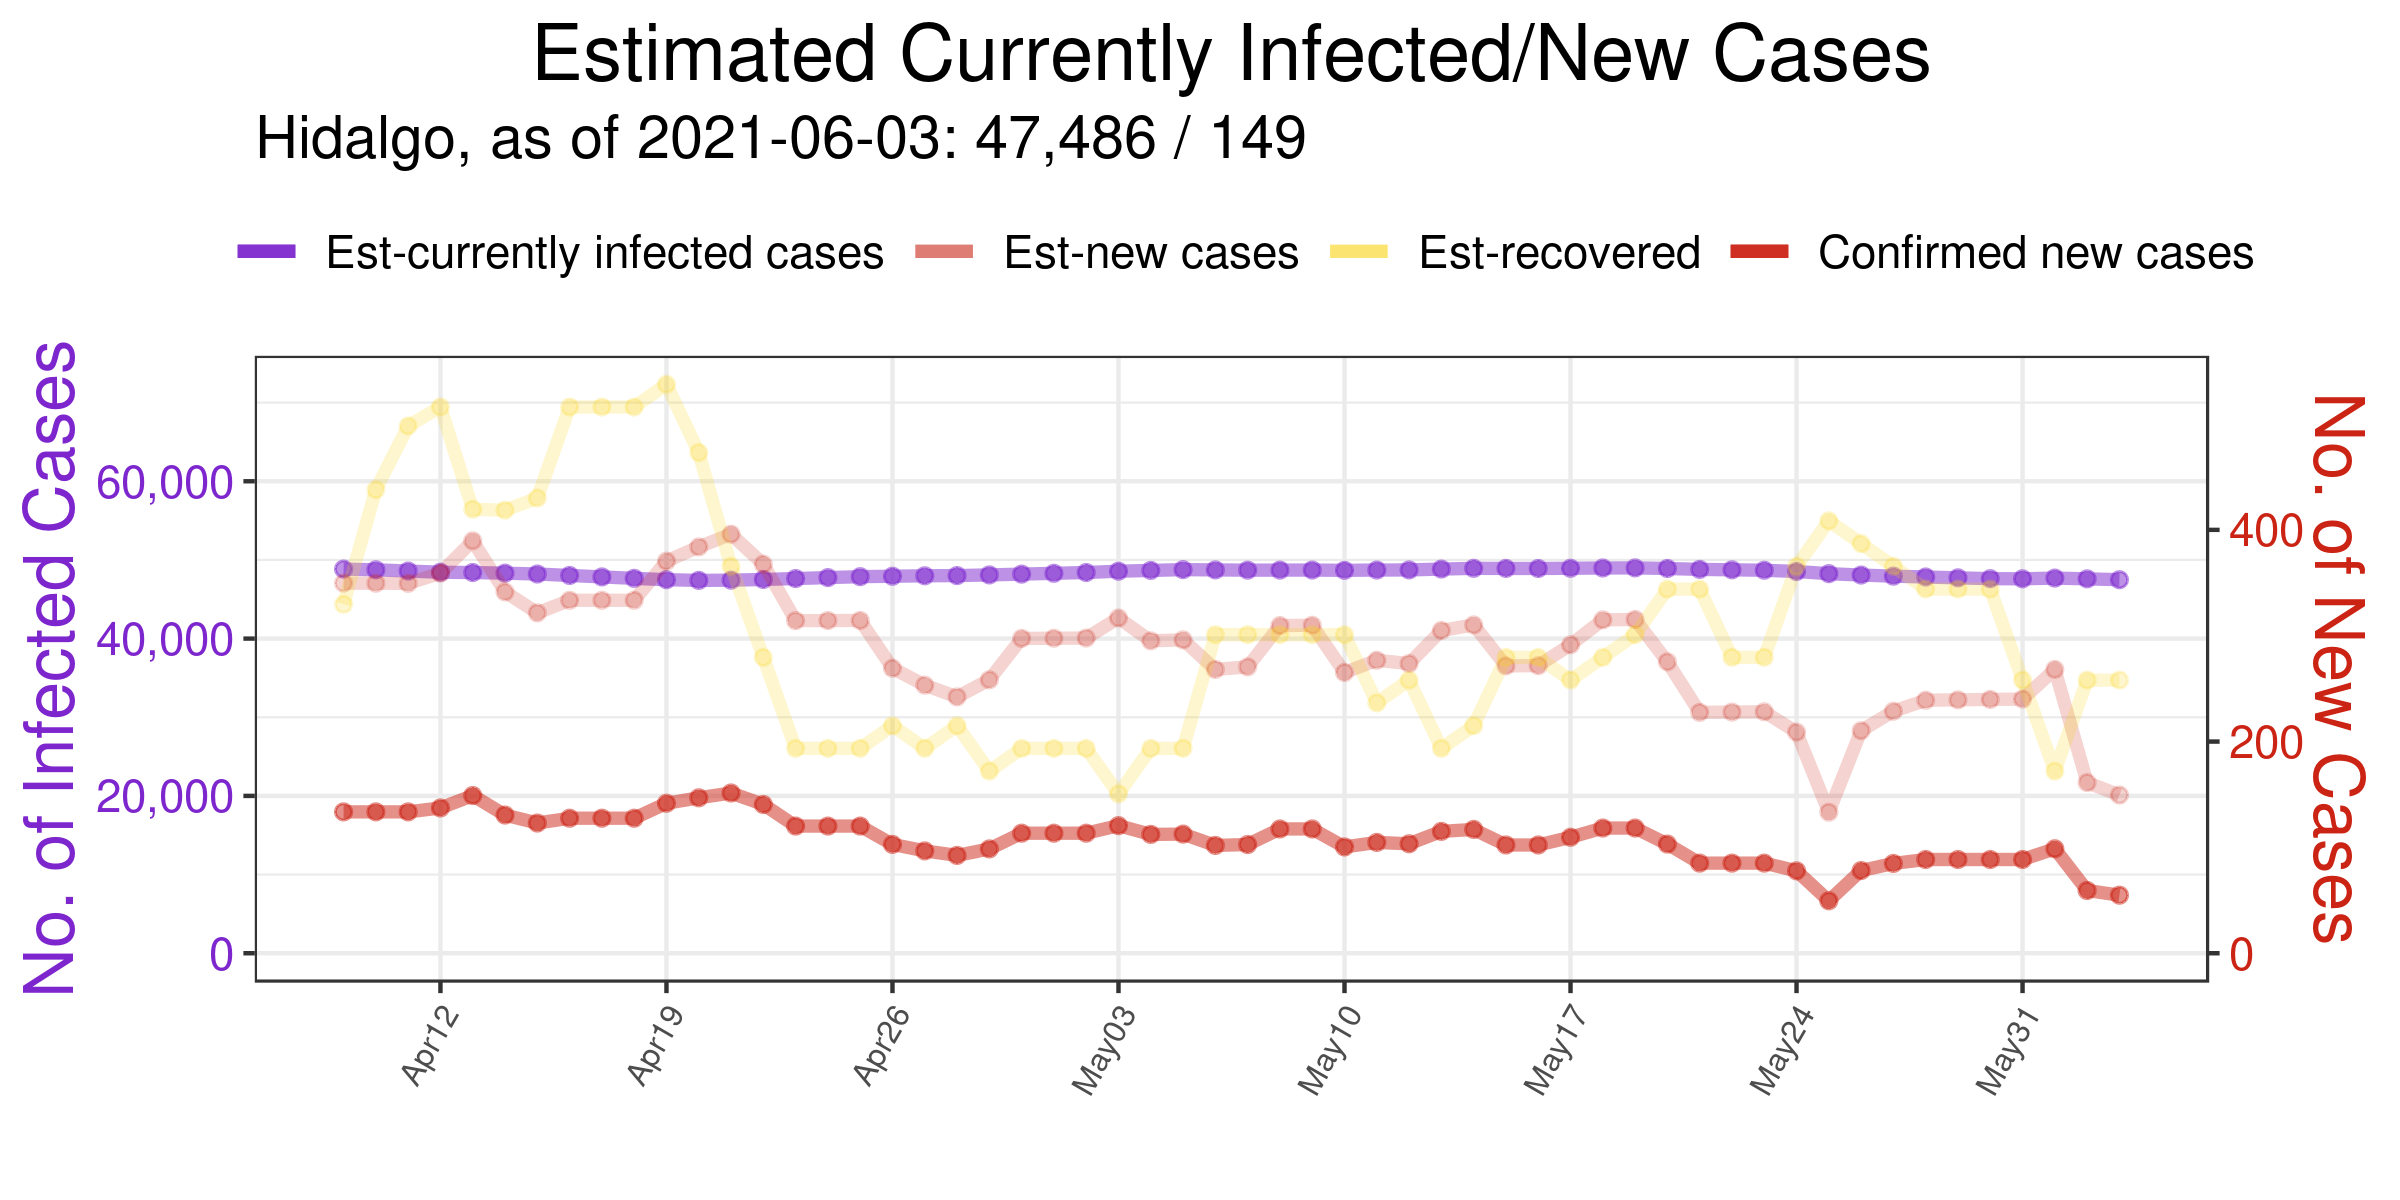 Estimated Currently Infected/New Cases
Hidalgo, as of 2021-06-03: 47,486 / 149
Est-currently infected cases Est-new cases Est-recovered Confirmed new cases
No. of Infected Cases
60,000
40,000
20,000
0
400
200
0
No. of New Cases
Apr12 Apr19 Apr26 May03 May10 May17 May24 May31